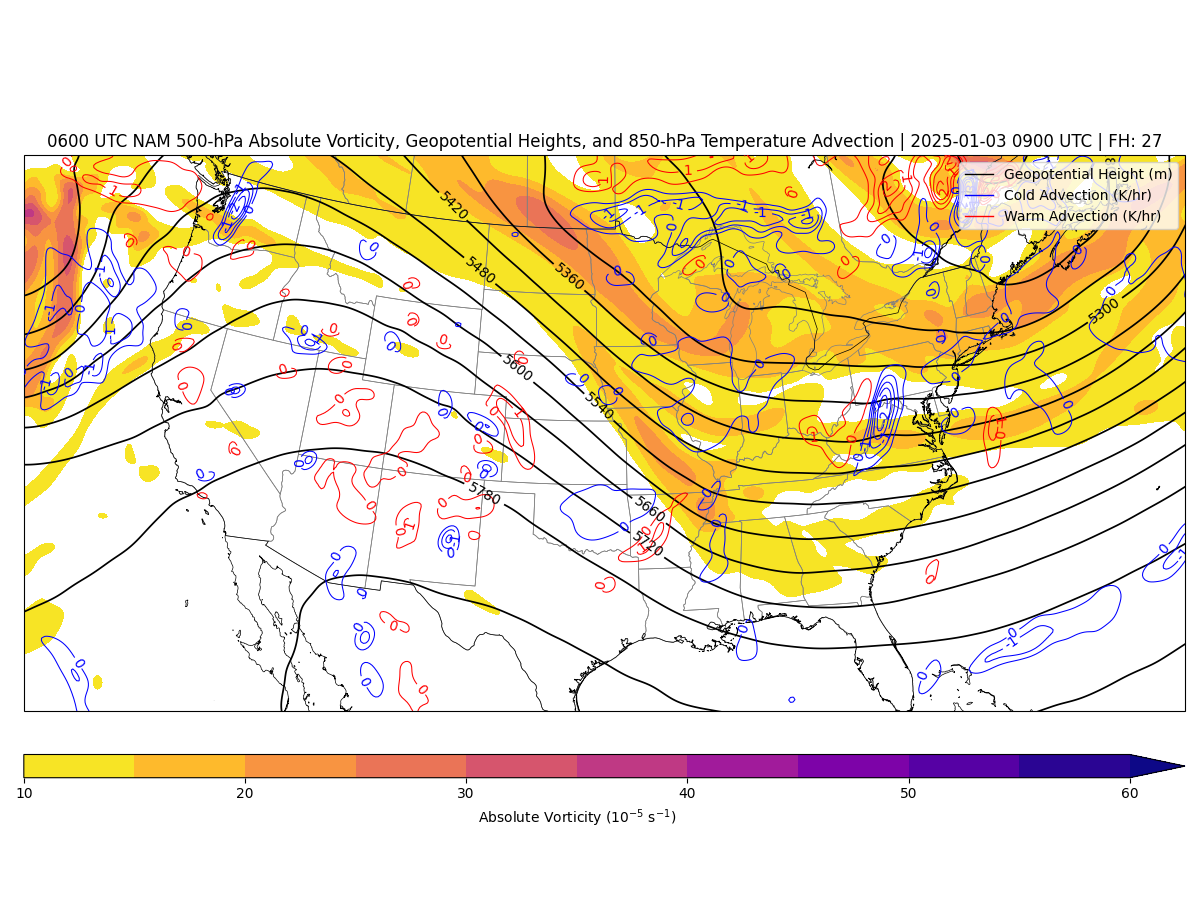 0600 UTC NAM 500-hPa Absolute Vorticity, Geopotential Heights, and 850-hPa Temperature Advection | 2025-01-03 0900 UTC | FH: 27
Geopotential Height (m)
Cold Advection (K/hr)
Warm Advection (K/hr)
5420
5480
5360
5300
5600
5540
5780
5660
5720
10 20 30 40 50 60
Absolute Vorticity (10⁻⁵ s⁻¹)